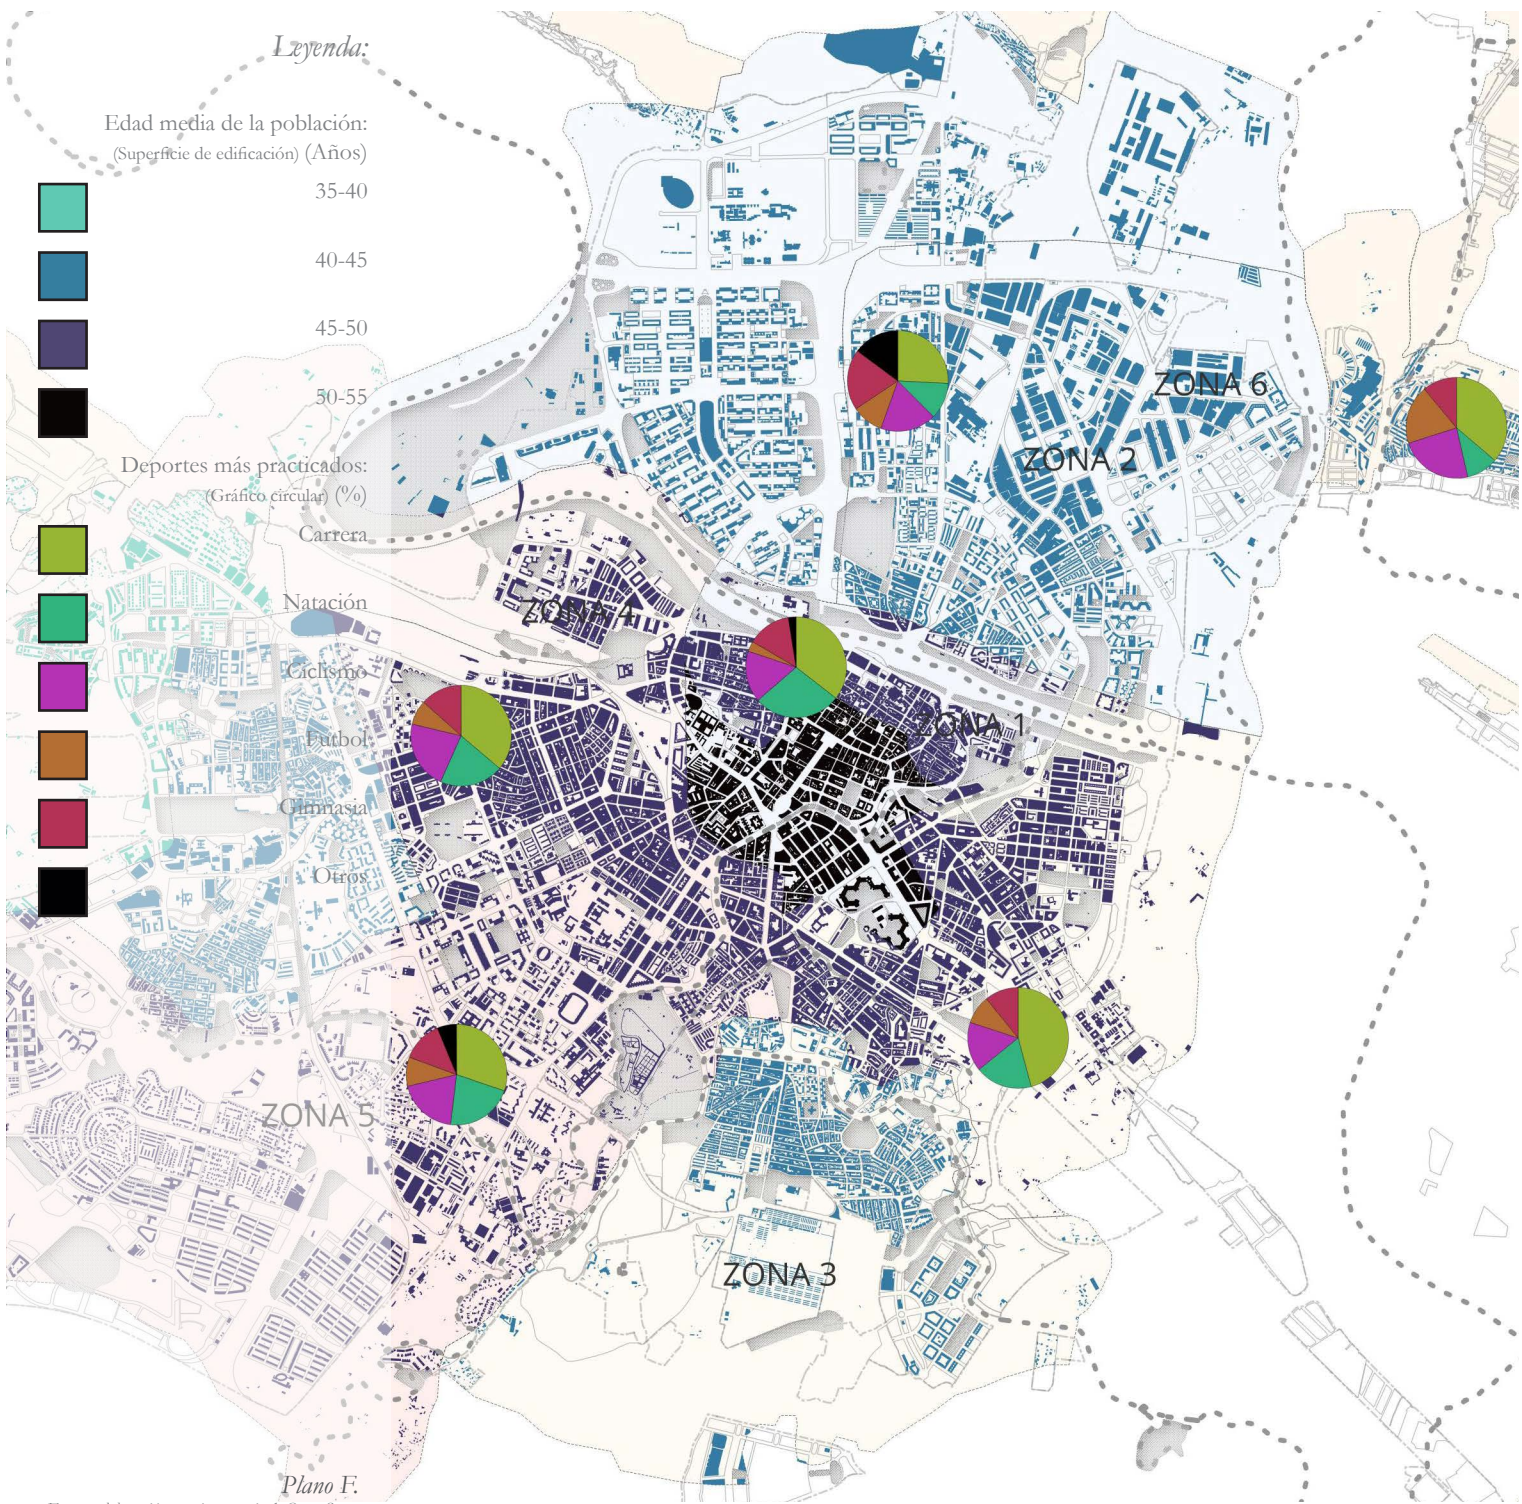 Leyenda:
Edad media de la población:
(Superficie de edificación) (Años)
35-40
40-45
45-50
50-55
Deportes más practicados:
(Gráfico circular) (%)
Carrera
Natación
Ciclismo
Futbol
Gimnasia
Otros
ZONA 6
ZONA 2
ZONA 4
ZONA 1
ZONA 5
ZONA 3
Plano F.